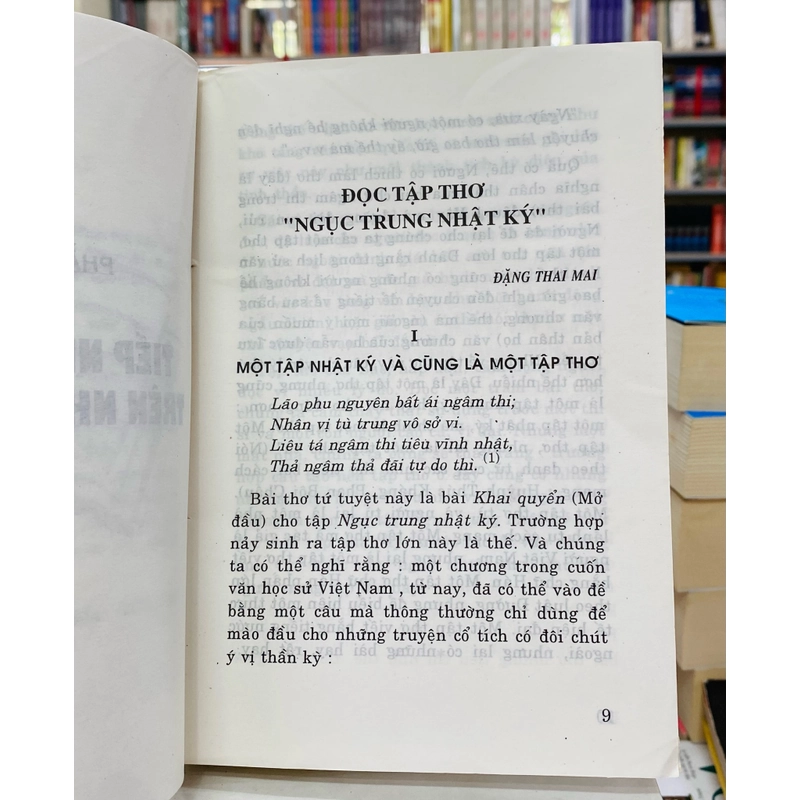 ĐỌC TẬP THƠ
"NGỤC TRUNG NHẬT KÝ"
ĐẶNG THAI MAI
I
MỘT TẬP NHẬT KÝ VÀ CŨNG LÀ MỘT TẬP THƠ
Lão phu nguyên bất ái ngâm thi;
Nhân vị tù trung vô sở vi.
Liêu tá ngâm thi tiêu vĩnh nhật,
Thả ngâm thả đãi tự do thì. (1)
Bài thơ tứ tuyệt này là bài Khai quyển (Mở
đầu) cho tập Ngục trung nhật ký. Trường hợp
nảy sinh ra tập thơ lớn này là thế. Và chúng
ta có thể nghĩ rằng : một chương trong cuốn
văn học sử Việt Nam , từ nay, đã có thể vào đề
bằng một câu mà thông thường chỉ dùng để
mào đầu cho những truyện cổ tích có đôi chút
ý vị thần kỳ :
9